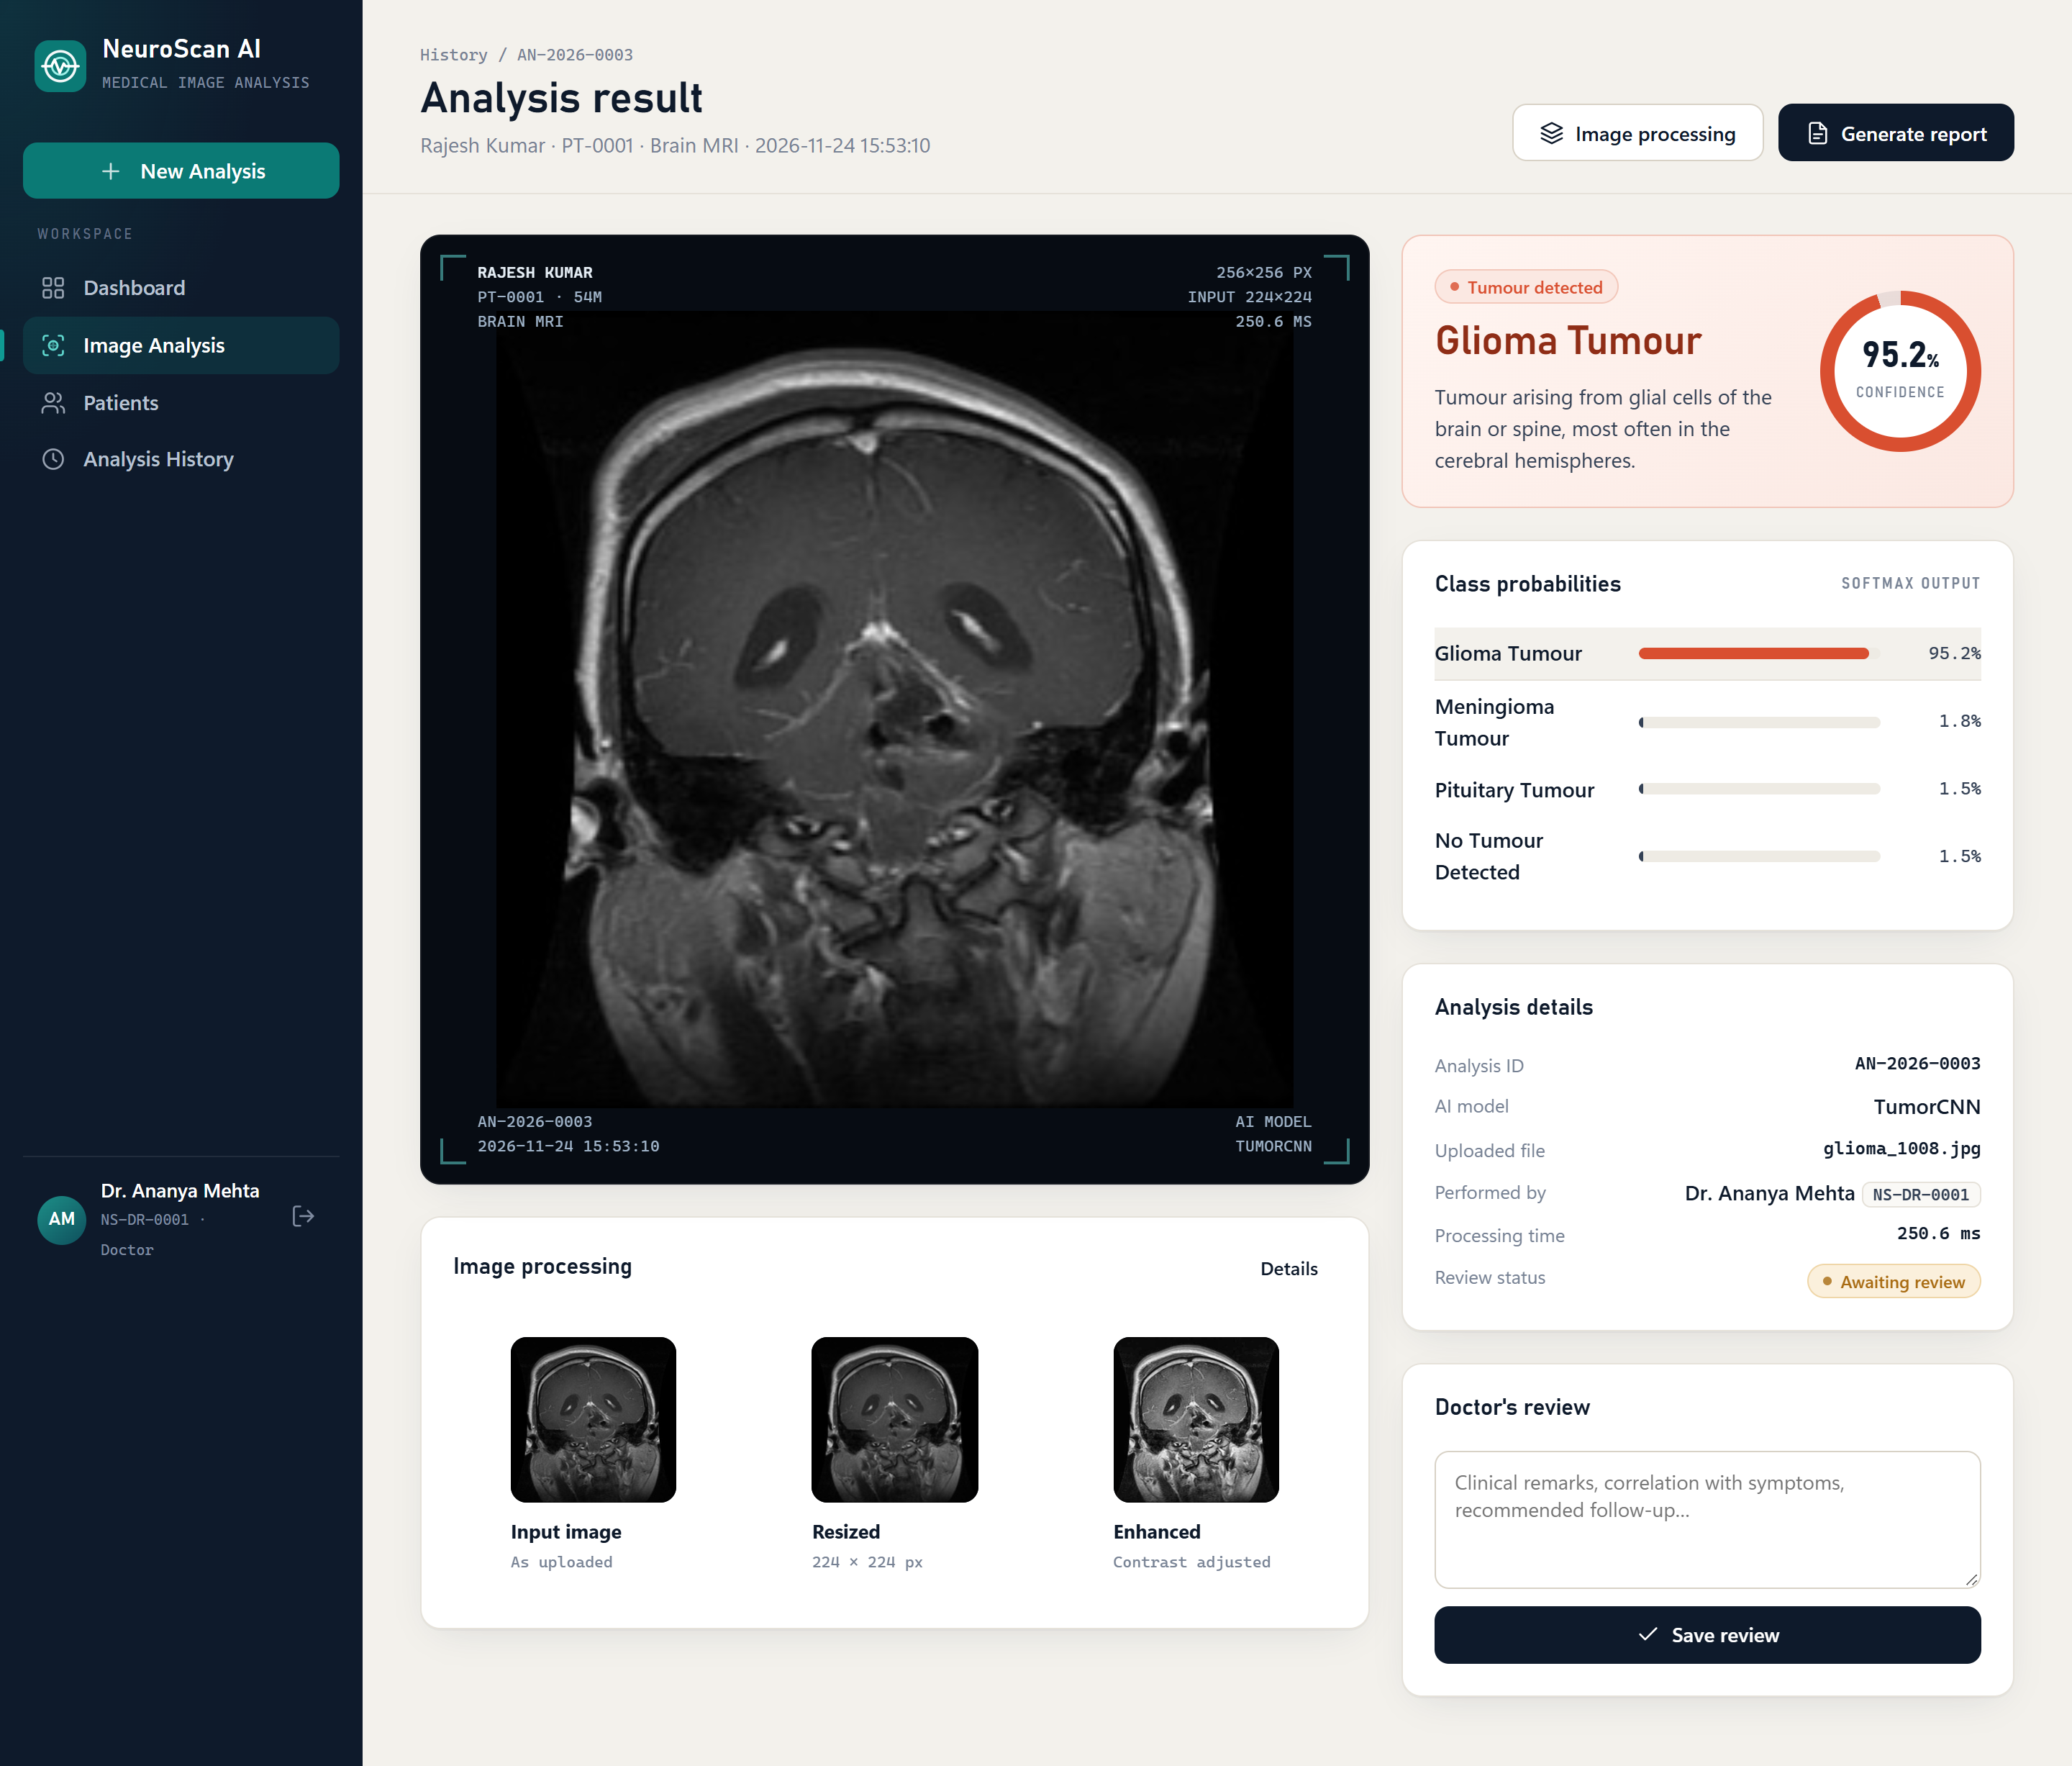 NeuroScan AI
MEDICAL IMAGE ANALYSIS
New Analysis
WORKSPACE
Dashboard
Image Analysis
Patients
Analysis History
AM
Dr. Ananya Mehta
NS-DR-0001 ·
Doctor
History / AN-2026-0003
Analysis result
Rajesh Kumar · PT-0001 · Brain MRI · 2026-11-24 15:53:10
Image processing
Generate report
RAJESH KUMAR
PT-0001 · 54M
BRAIN MRI
256×256 PX
INPUT 224×224
250.6 MS
AN-2026-0003
2026-11-24 15:53:10
AI MODEL
TUMORCNN
Image processing
Details
Input image
As uploaded
Resized
224 × 224 px
Enhanced
Contrast adjusted
Tumour detected
Glioma Tumour
Tumour arising from glial cells of the
brain or spine, most often in the
cerebral hemispheres.
95.2%
CONFIDENCE
Class probabilities
SOFTMAX OUTPUT
Glioma Tumour 95.2%
Meningioma
Tumour
1.8%
Pituitary Tumour 1.5%
No Tumour
Detected
1.5%
Analysis details
Analysis ID AN-2026-0003
AI model TumorCNN
Uploaded file glioma_1008.jpg
Performed by Dr. Ananya Mehta NS-DR-0001
Processing time 250.6 ms
Review status Awaiting review
Doctor's review
Clinical remarks, correlation with symptoms,
recommended follow-up...
Save review